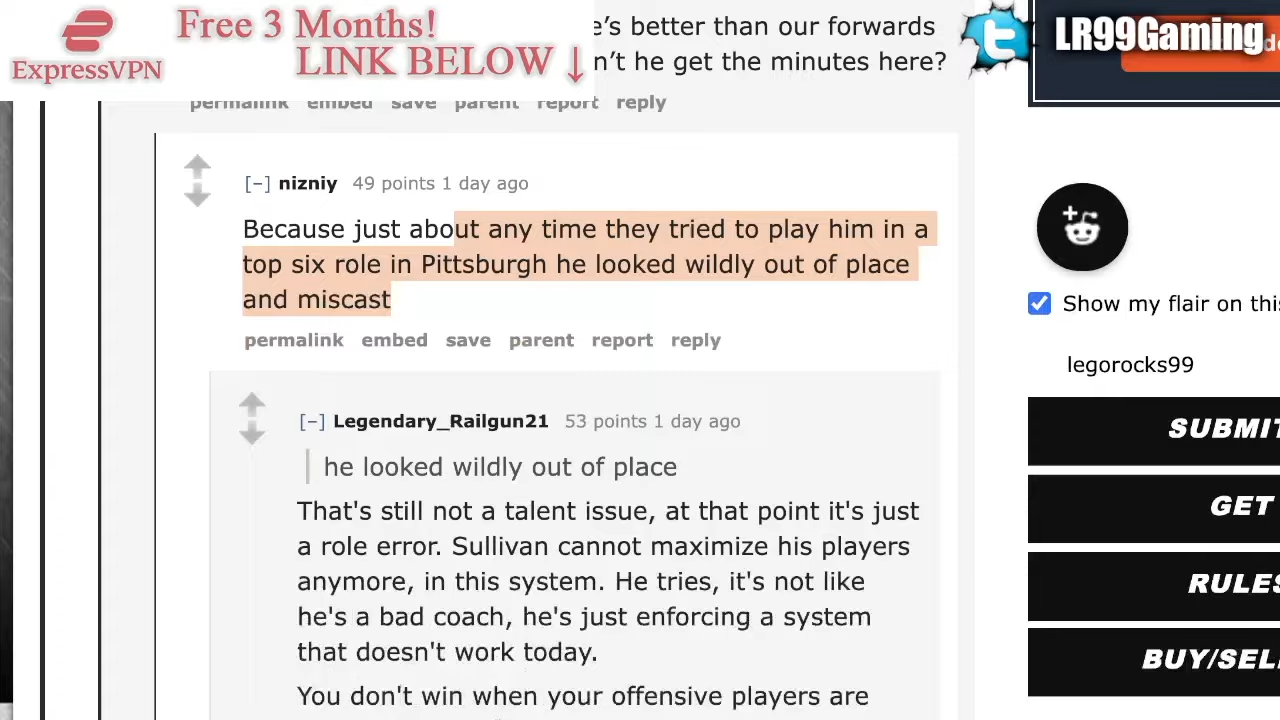 Free 3 Months!
LINK BELOW ↓
ExpressVPN
LR99Gaming
e’s better than our forwards
n’t he get the minutes here?
permalink embed save parent report reply
[−] nizniy 49 points 1 day ago
Because just about any time they tried to play him in a
top six role in Pittsburgh he looked wildly out of place
and miscast
permalink embed save parent report reply
Show my flair on this
legorocks99
[−] Legendary_Railgun21 53 points 1 day ago
he looked wildly out of place
That's still not a talent issue, at that point it's just
a role error. Sullivan cannot maximize his players
anymore, in this system. He tries, it's not like
he's a bad coach, he's just enforcing a system
that doesn't work today.
You don't win when your offensive players are
SUBMIT
GET
RULES
BUY/SEL